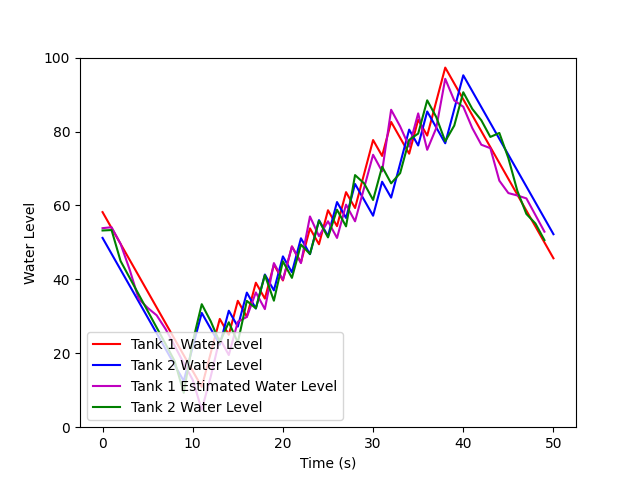 100
80
60
40
20
0
Water Level
Tank 1 Water Level
Tank 2 Water Level
Tank 1 Estimated Water Level
Tank 2 Water Level
0 10 20 30 40 50
Time (s)